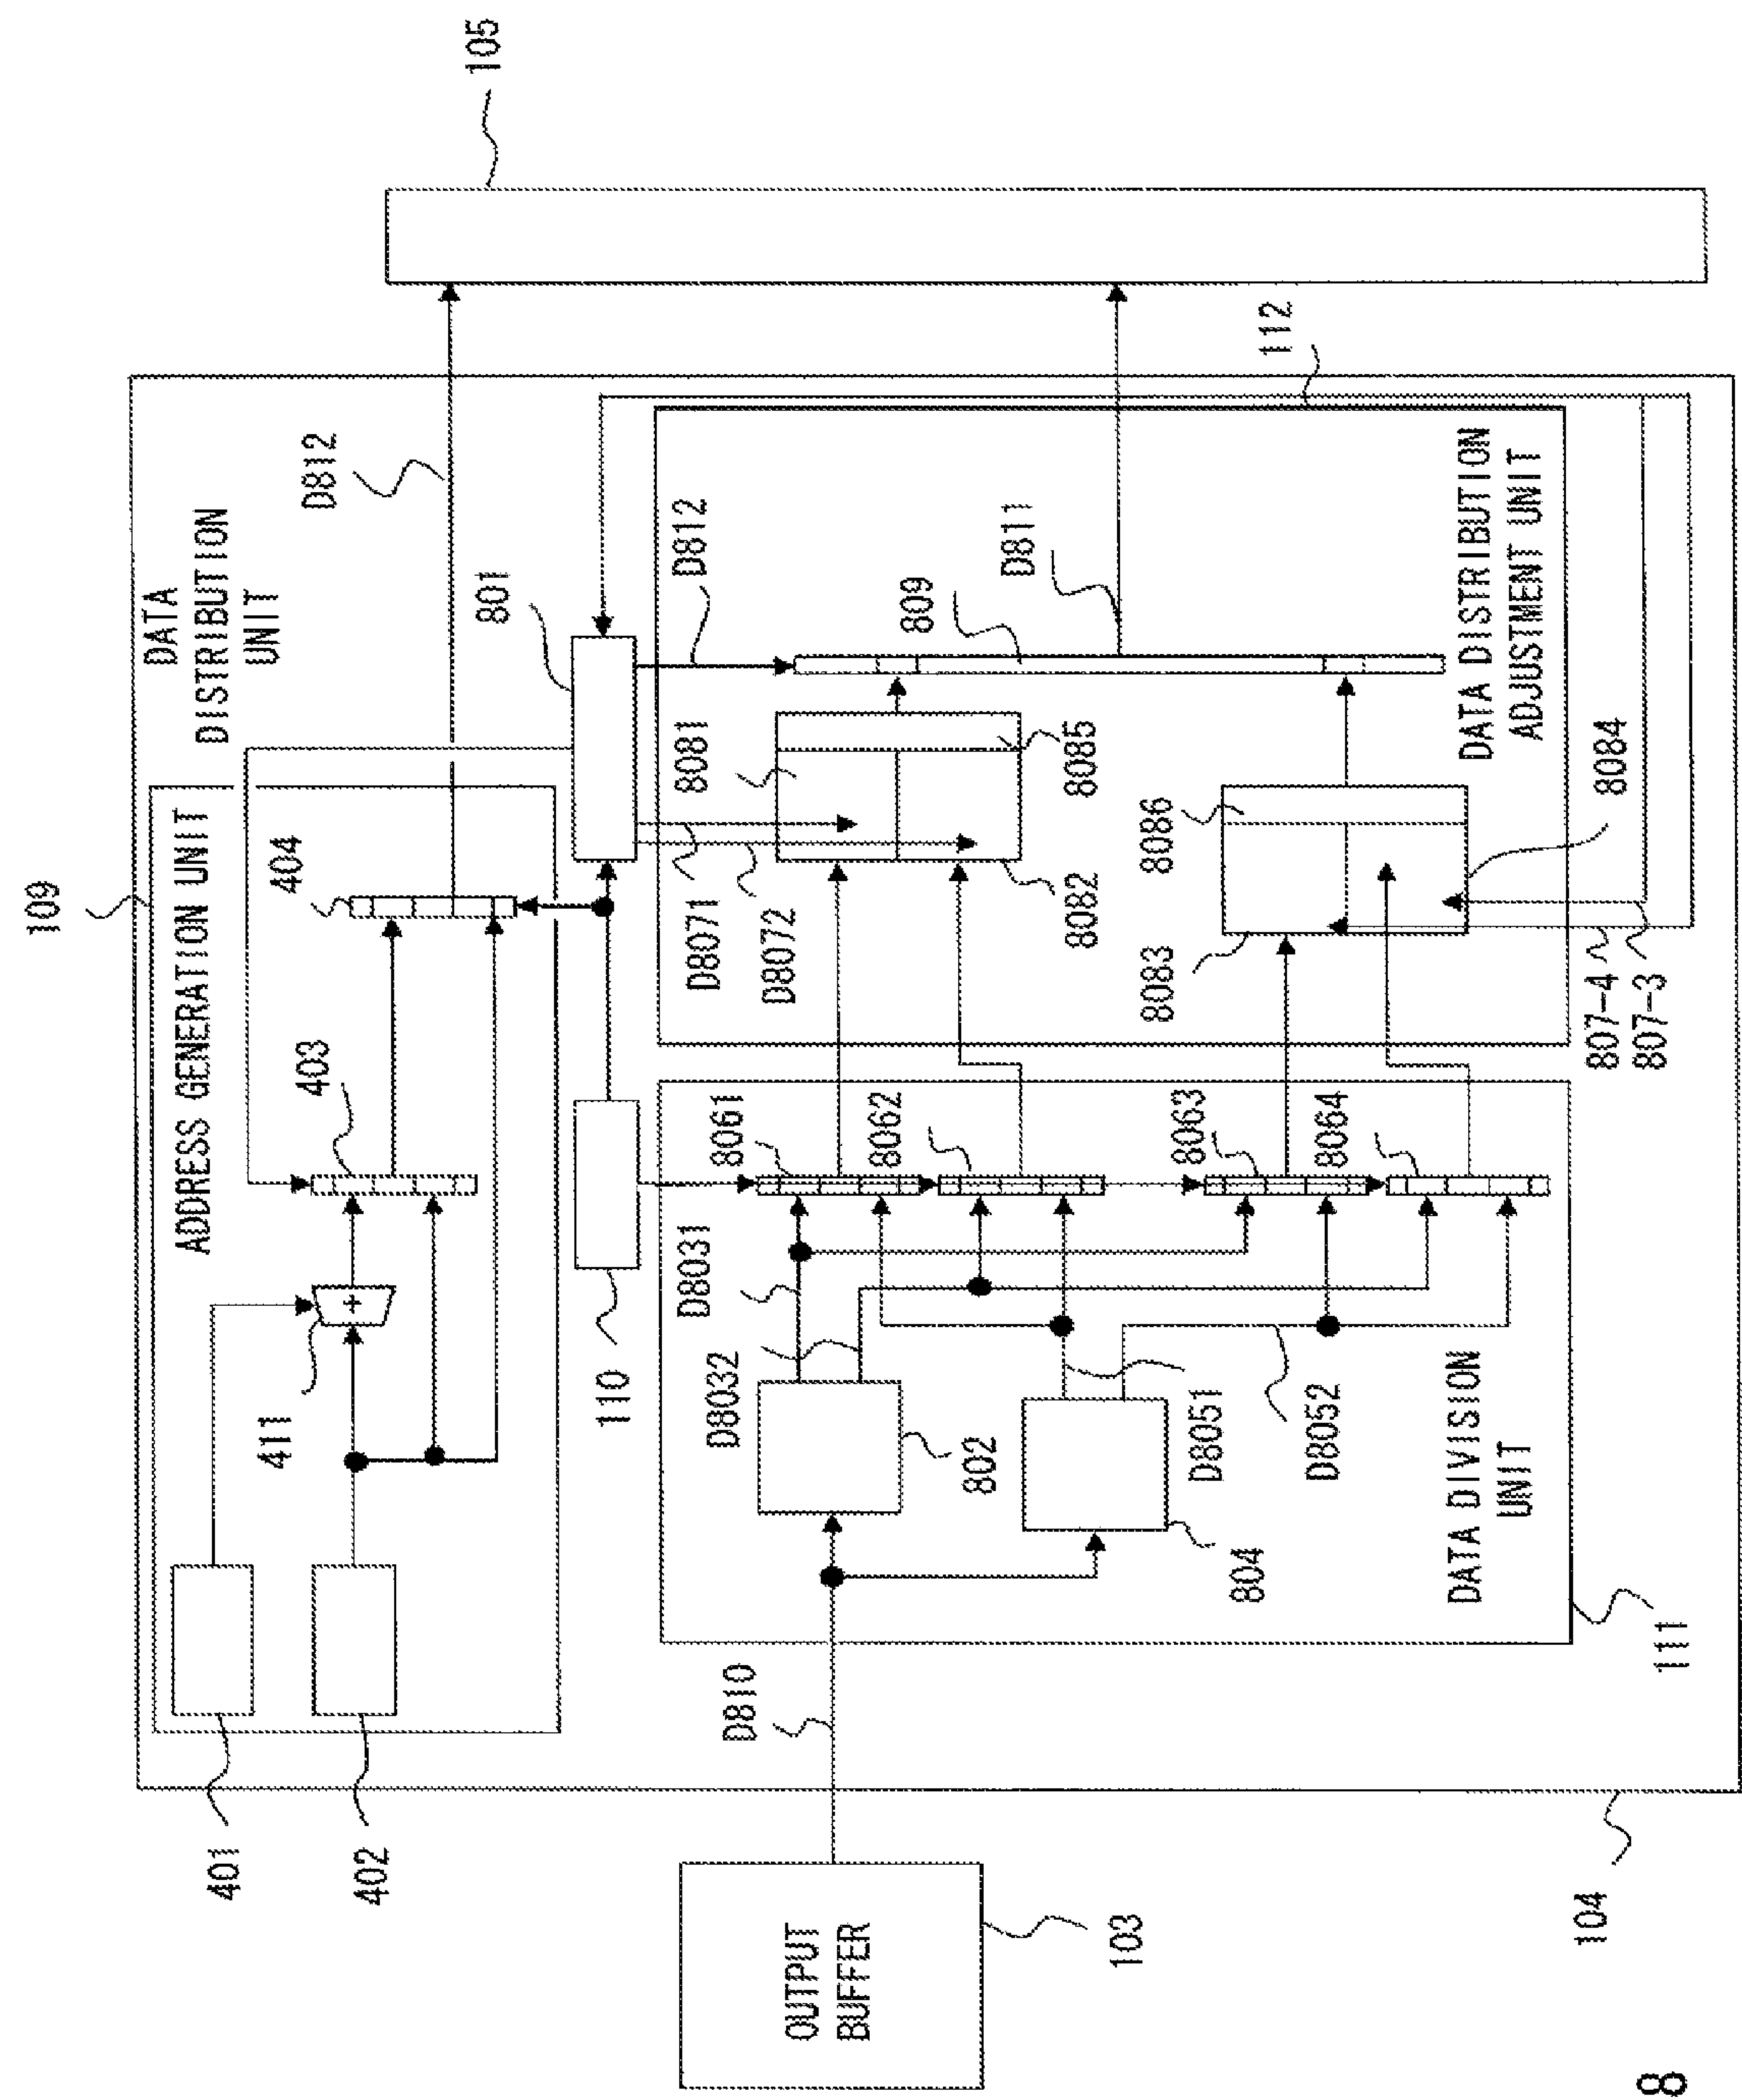 109
105
DATA
DISTRIBUTION
UNIT
D812
ADDRESS GENERATION UNIT
404
403
411
401
402
801
110
112
D812
809
D811
8081
8085
D8071
D8072
8082
8086
8084
8083
807-4
807-3
DATA DISTRIBUTION
ADJUSTMENT UNIT
8061
8062
8063
8064
D8031
D8032
802
D8051
D8052
804
DATA DIVISION
UNIT
111
D810
OUTPUT
BUFFER
103
104
+
8